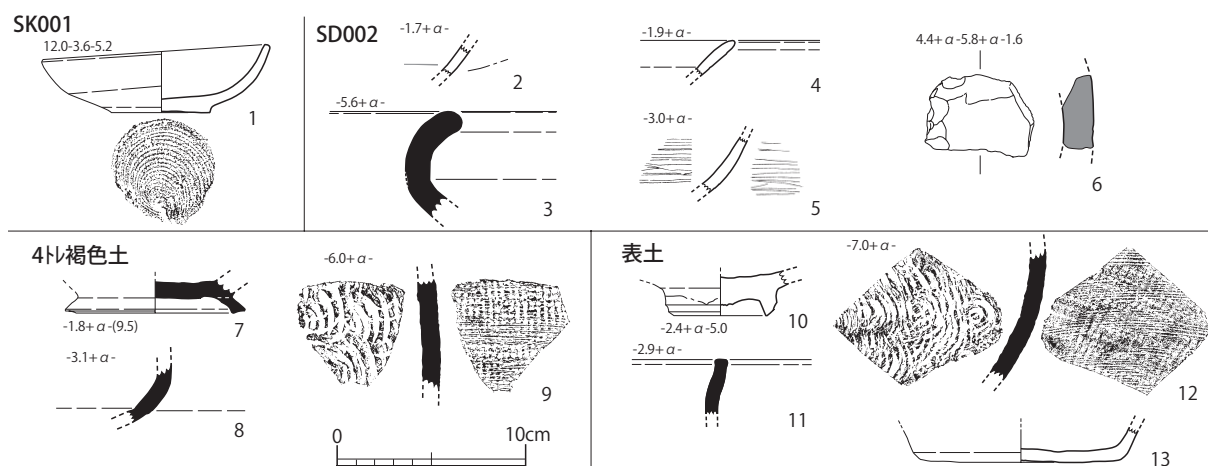 SK001
12.0-3.6-5.2
1
SD002
-1.7+α-
2
-5.6+α-
3
-1.9+α-
4
-3.0+α-
5
4.4+α-5.8+α-1.6
6
4ﾄﾚ褐色土
-1.8+α-(9.5)
7
-3.1+α-
8
-6.0+α-
9
0
10cm
表土
10
-2.4+α-5.0
-2.9+α-
11
-7.0+α-
12
13